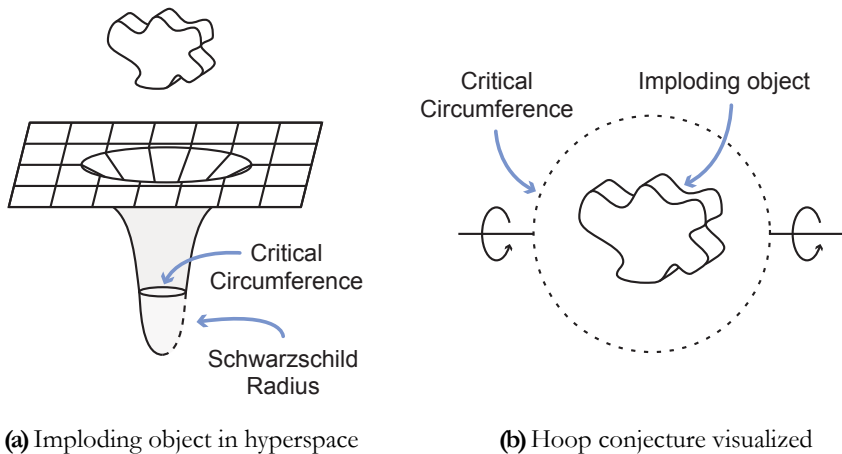 Critical
Circumference
Schwarzschild
Radius
(a) Imploding object in hyperspace
Critical
Circumference
Imploding object
(b) Hoop conjecture visualized